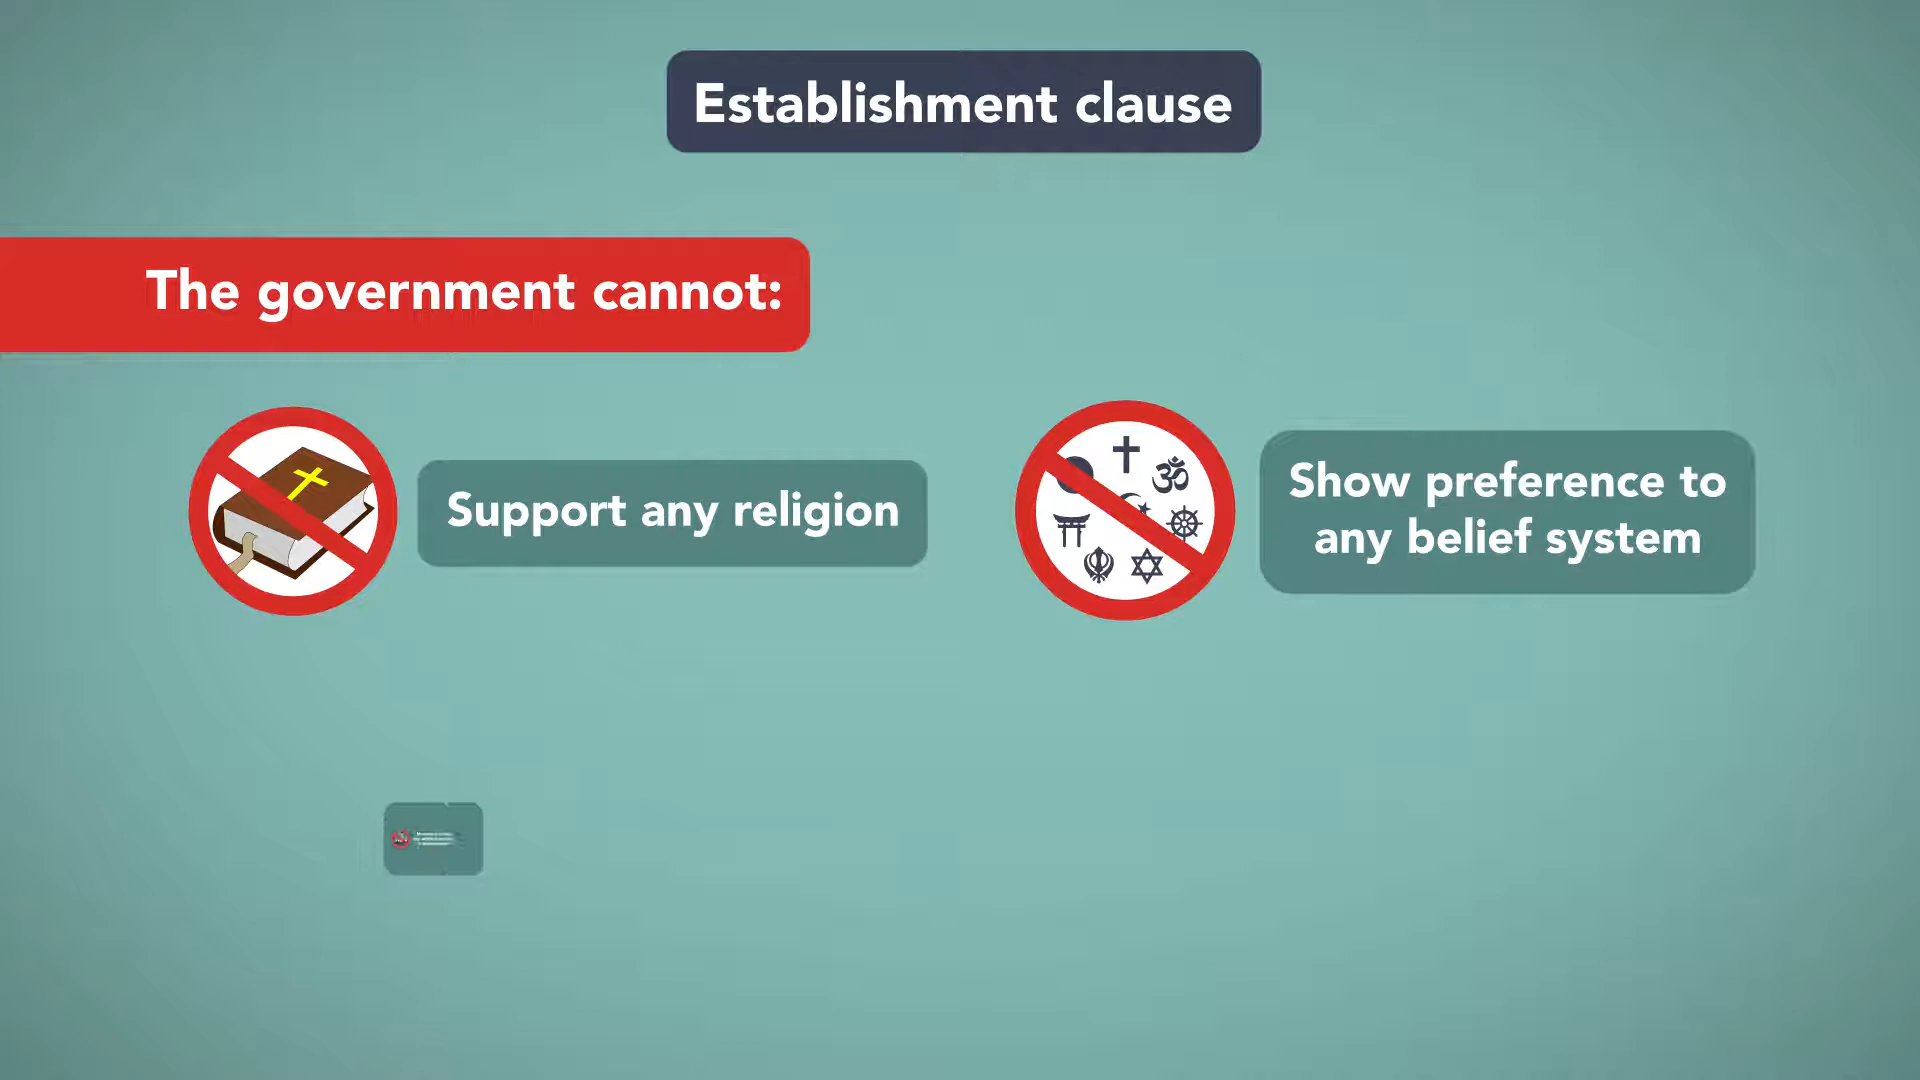 Establishment clause
The government cannot:
Support any religion
Show preference to
any belief system